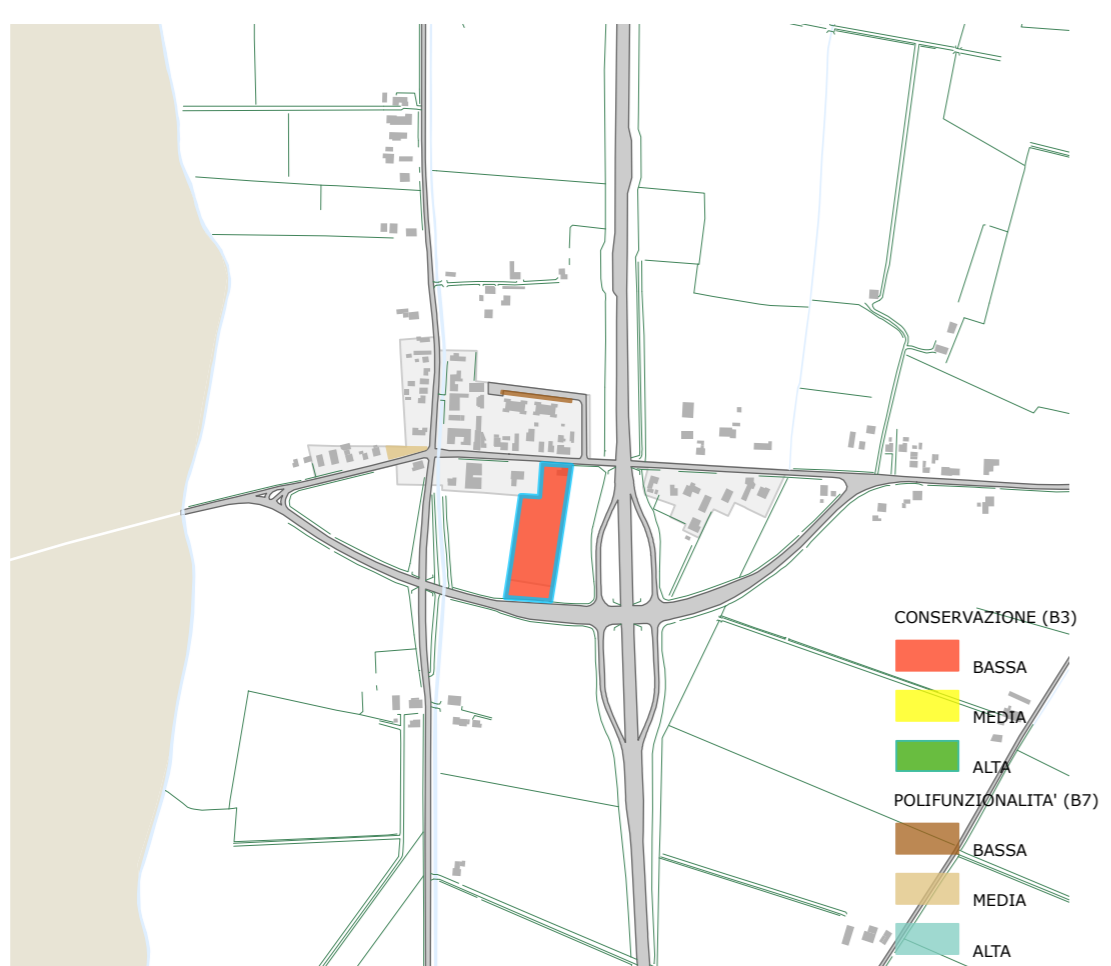 CONSERVAZIONE (B3)
BASSA
MEDIA
ALTA
POLIFUNZIONALITA' (B7)
BASSA
MEDIA
ALTA